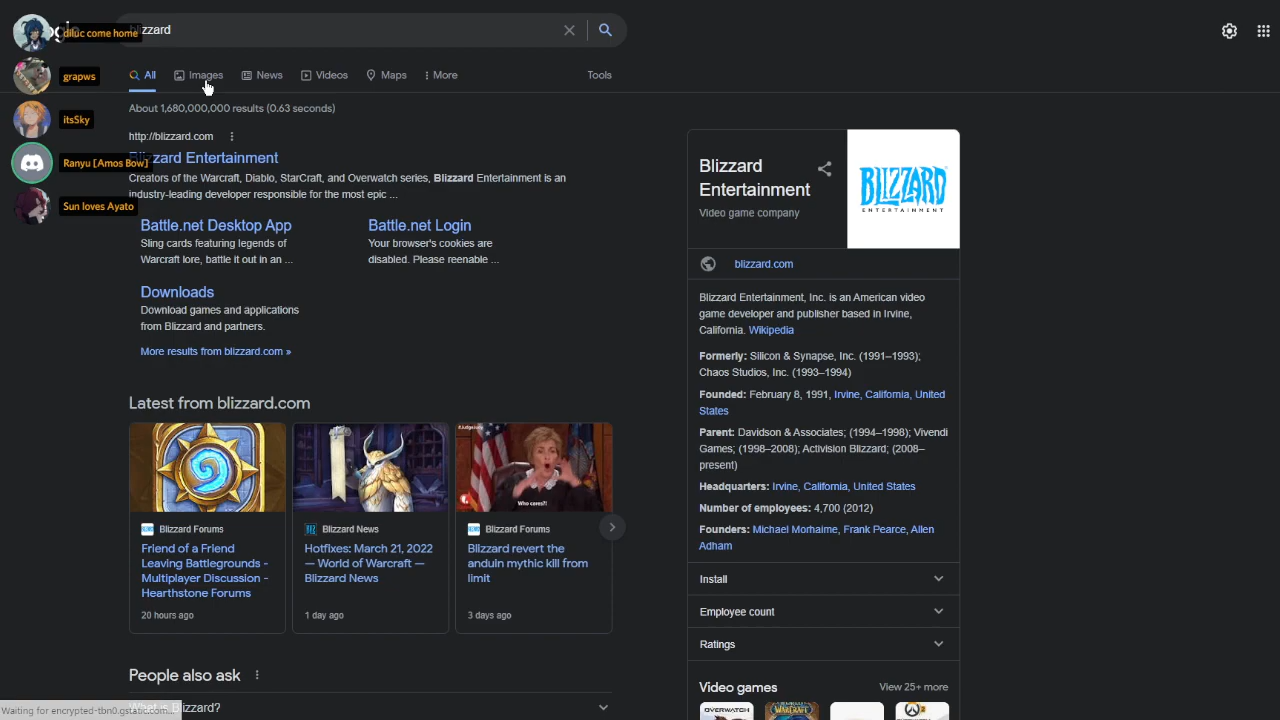 diluc come home
blizzard
grapws
itsSky
Ranyu [Amos Bow]
Sun loves Ayato
All
Images
News
Videos
Maps
More
Tools
About 1,680,000,000 results (0.63 seconds)
http://blizzard.com
Blizzard Entertainment
Creators of the Warcraft, Diablo, StarCraft, and Overwatch series, Blizzard Entertainment is an
industry-leading developer responsible for the most epic ...
Battle.net Desktop App
Sling cards featuring legends of
Warcraft lore, battle it out in an ...
Battle.net Login
Your browser's cookies are
disabled. Please reenable ...
Downloads
Download games and applications
from Blizzard and partners.
More results from blizzard.com »
Latest from blizzard.com
Blizzard Forums
Friend of a Friend
Leaving Battlegrounds -
Multiplayer Discussion -
Hearthstone Forums
20 hours ago
Blizzard News
Hotfixes: March 21, 2022
— World of Warcraft —
Blizzard News
1 day ago
Who cares?!
Blizzard Forums
Blizzard revert the
anduin mythic kill from
limit
3 days ago
People also ask
What is Blizzard?
Waiting for encrypted-tbn0.gstatic.com...
Blizzard
Entertainment
Video game company
BLIZZARD
ENTERTAINMENT
blizzard.com
Blizzard Entertainment, Inc. is an American video
game developer and publisher based in Irvine,
California. Wikipedia
Formerly: Silicon & Synapse, Inc. (1991–1993);
Chaos Studios, Inc. (1993–1994)
Founded: February 8, 1991, Irvine, California, United
States
Parent: Davidson & Associates; (1994–1998); Vivendi
Games; (1998–2008); Activision Blizzard; (2008–
present)
Headquarters: Irvine, California, United States
Number of employees: 4,700 (2012)
Founders: Michael Morhaime, Frank Pearce, Allen
Adham
Install
Employee count
Ratings
Video games
View 25+ more
OVERWATCH
WARCRAFT